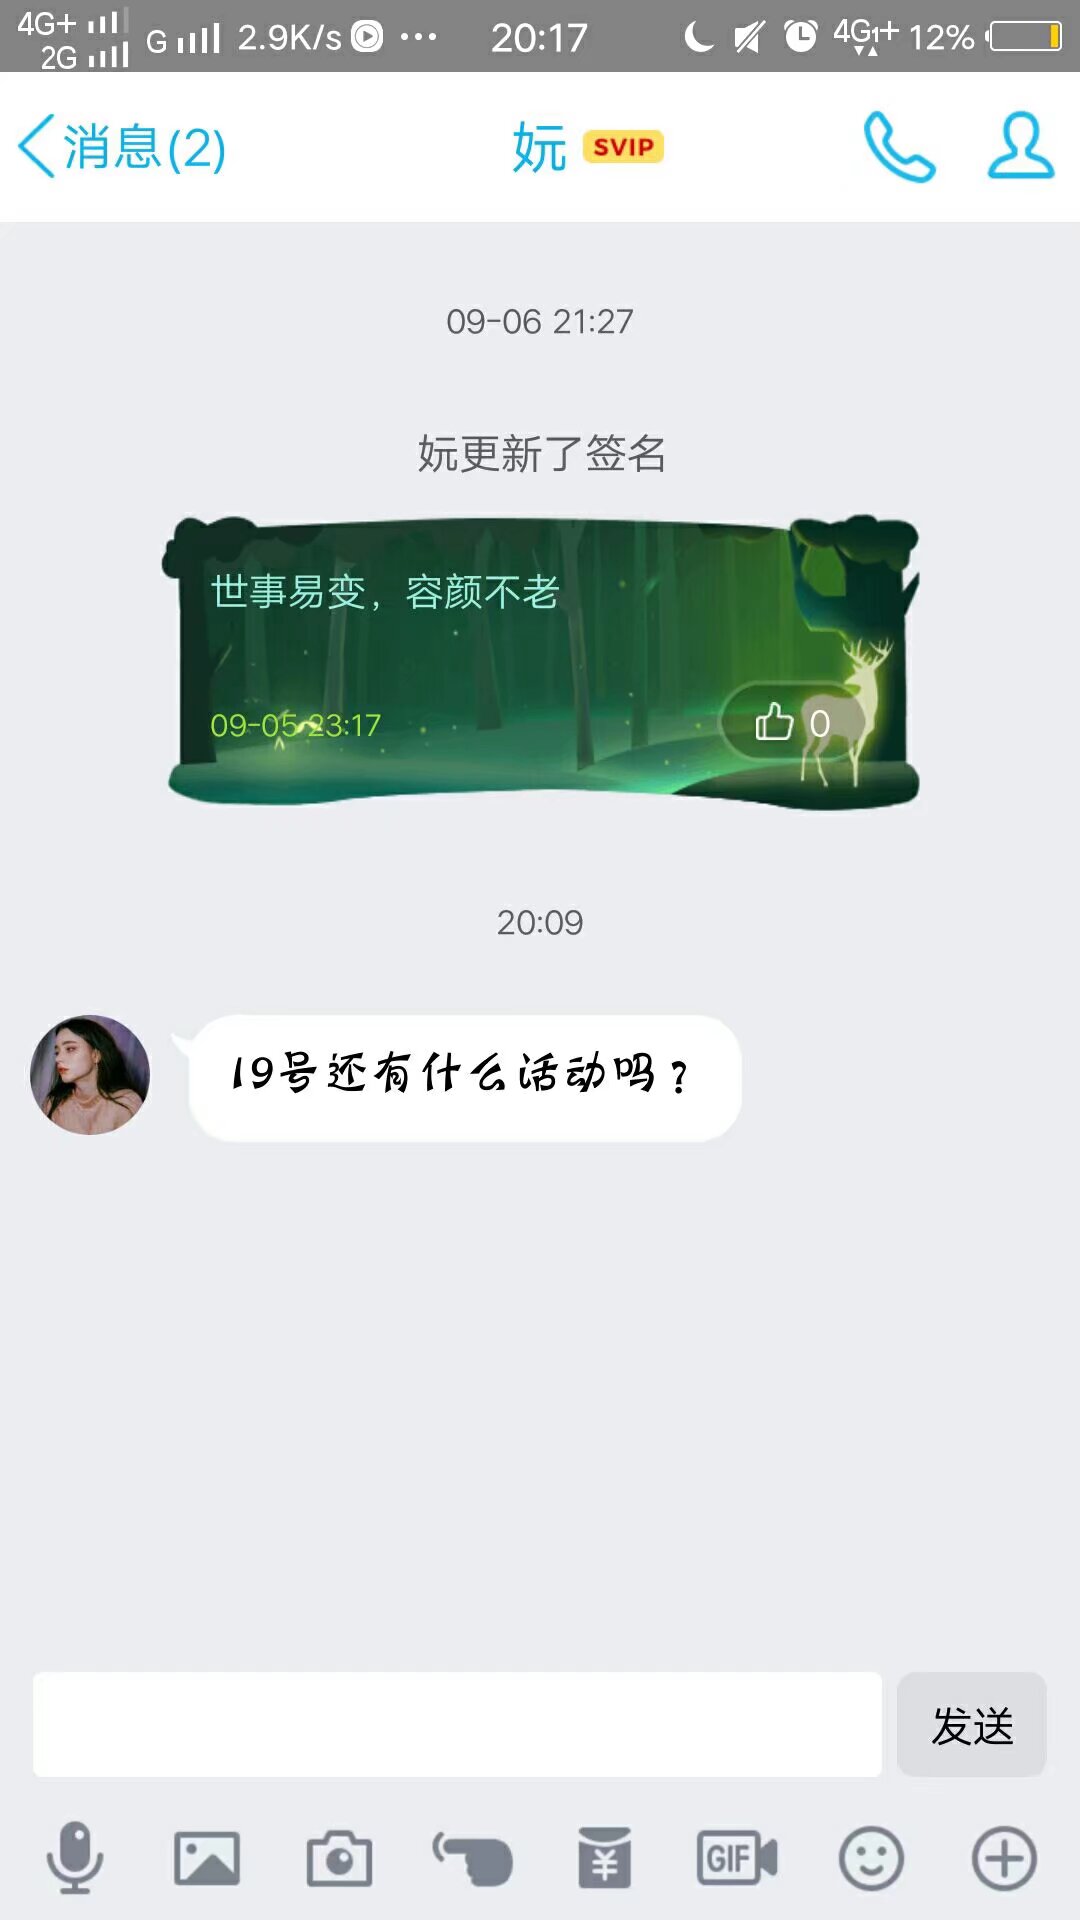 4G+ 2G G 2.9K/s 20:17 4G1+ 12%
消息(2) 妧 SVIP
09-06 21:27
妧更新了签名
世事易变，容颜不老
09-05 23:17 0
20:09
19号还有什么活动吗？
发送
GIF